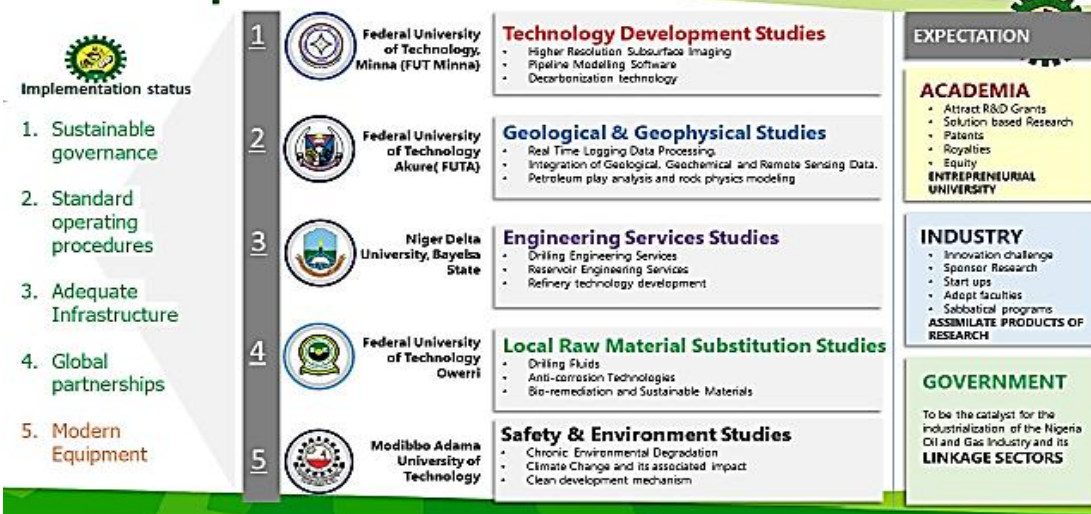 Implementation status
1. Sustainable
governance
2. Standard
operating
procedures
3. Adequate
Infrastructure
4. Global
partnerships
5. Modern
Equipment
1
Federal University
of Technology,
Minna (FUT Minna)
Technology Development Studies
• Higher Resolution Subsurface Imaging
• Pipeline Modelling Software
• Decarbonization technology
2
Federal University
of Technology
Akure( FUTA)
Geological & Geophysical Studies
• Real Time Logging Data Processing.
• Integration of Geological, Geochemical and Remote Sensing Data.
• Petroleum play analysis and rock physics modeling
3
Niger Delta
University, Bayelsa
State
Engineering Services Studies
• Drilling Engineering Services
• Reservoir Engineering Services
• Refinery technology development
4
Federal University
of Technology
Owerri
Local Raw Material Substitution Studies
• Drilling Fluids
• Anti-corrosion Technologies
• Bio-remediation and Sustainable Materials
5
Modibbo Adama
University of
Technology
Safety & Environment Studies
• Chronic Environmental Degradation
• Climate Change and its associated impact
• Clean development mechanism
EXPECTATION
ACADEMIA
• Attract R&D Grants
• Solution based Research
• Patents
• Royalties
• Equity
ENTREPRENEURIAL
UNIVERSITY
INDUSTRY
• Innovation challenge
• Sponsor Research
• Start ups
• Adopt faculties
• Sabbatical programs
ASSIMILATE PRODUCTS OF
RESEARCH
GOVERNMENT
To be the catalyst for the
industrialization of the Nigeria
Oil and Gas Industry and its
LINKAGE SECTORS